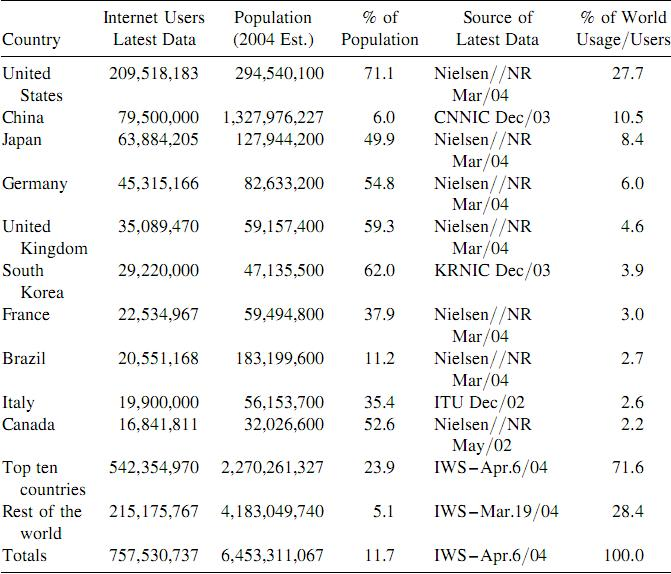 Internet Users Population % of Source of % of World
Country Latest Data (2004 Est.) Population Latest Data Usage/Users
United 209,518,183 294,540,100 71.1 Nielsen//NR 27.7
States Mar/04
China 79,500,000 1,327,976,227 6.0 CNNIC Dec/03 10.5
Japan 63,884,205 127,944,200 49.9 Nielsen//NR 8.4
Mar/04
Germany 45,315,166 82,633,200 54.8 Nielsen//NR 6.0
Mar/04
United 35,089,470 59,157,400 59.3 Nielsen//NR 4.6
Kingdom Mar/04
South 29,220,000 47,135,500 62.0 KRNIC Dec/03 3.9
Korea
France 22,534,967 59,494,800 37.9 Nielsen//NR 3.0
Mar/04
Brazil 20,551,168 183,199,600 11.2 Nielsen//NR 2.7
Mar/04
Italy 19,900,000 56,153,700 35.4 ITU Dec/02 2.6
Canada 16,841,811 32,026,600 52.6 Nielsen//NR 2.2
May/02
Top ten 542,354,970 2,270,261,327 23.9 IWS–Apr.6/04 71.6
countries
Rest of the 215,175,767 4,183,049,740 5.1 IWS–Mar.19/04 28.4
world
Totals 757,530,737 6,453,311,067 11.7 IWS–Apr.6/04 100.0